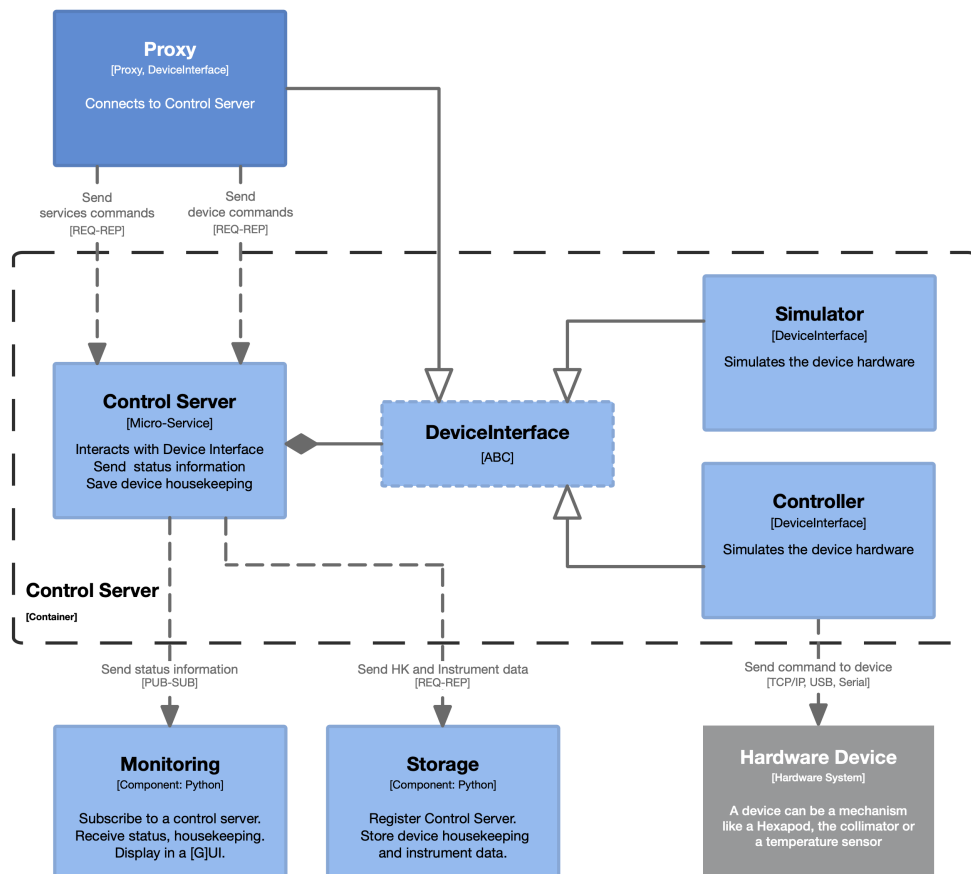 Proxy
[Proxy, DeviceInterface]
Connects to Control Server
Send
services commands
[REQ-REP]
Send
device commands
[REQ-REP]
Simulator
[DeviceInterface]
Simulates the device hardware
Control Server
[Micro-Service]
Interacts with Device Interface
Send status information
Save device housekeeping
DeviceInterface
[ABC]
Controller
[DeviceInterface]
Simulates the device hardware
Control Server
[Container]
Send status information
[PUB-SUB]
Send HK and Instrument data
[REQ-REP]
Send command to device
[TCP/IP, USB, Serial]
Monitoring
[Component: Python]
Subscribe to a control server.
Receive status, housekeeping.
Display in a [G]UI.
Storage
[Component: Python]
Register Control Server.
Store device housekeeping
and instrument data.
Hardware Device
[Hardware System]
A device can be a mechanism
like a Hexapod, the collimator or
a temperature sensor